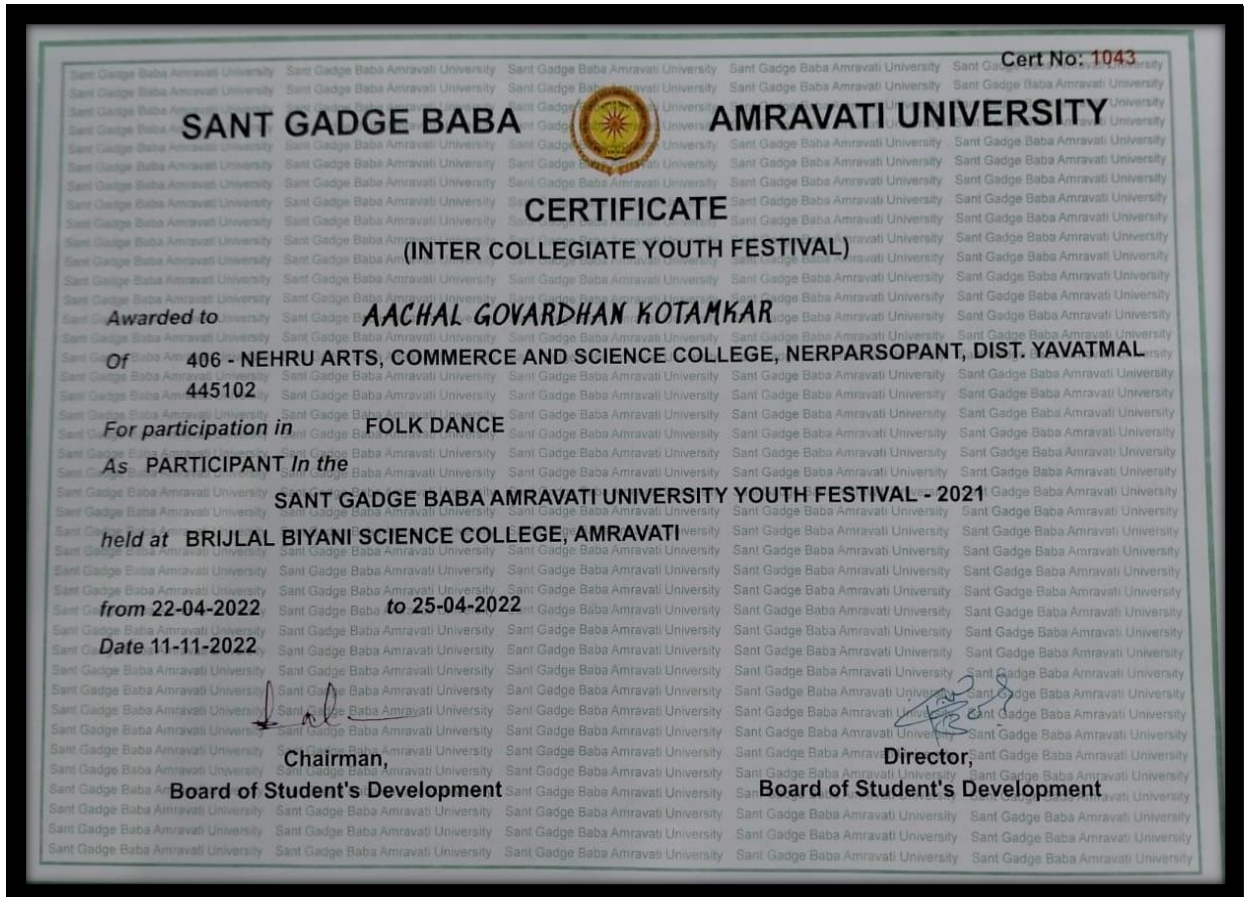 Cert No: 1043
SANT GADGE BABA AMRAVATI UNIVERSITY
CERTIFICATE
(INTER COLLEGIATE YOUTH FESTIVAL)
Awarded to AACHAL GOVARDHAN KOTAMKAR
Of 406 - NEHRU ARTS, COMMERCE AND SCIENCE COLLEGE, NERPARSOPANT, DIST. YAVATMAL
445102
For participation in FOLK DANCE
As PARTICIPANT In the
SANT GADGE BABA AMRAVATI UNIVERSITY YOUTH FESTIVAL - 2021
held at BRIJLAL BIYANI SCIENCE COLLEGE, AMRAVATI
from 22-04-2022 to 25-04-2022
Date 11-11-2022
Chairman, Director,
Board of Student's Development Board of Student's Development